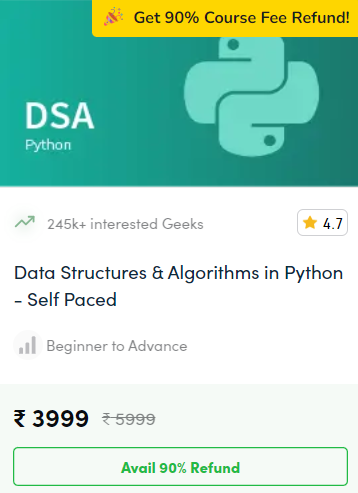 🎉 Get 90% Course Fee Refund!
DSA
Python
245k+ interested Geeks
4.7
Data Structures & Algorithms in Python
- Self Paced
Beginner to Advance
₹ 3999 ₹ 5999
Avail 90% Refund